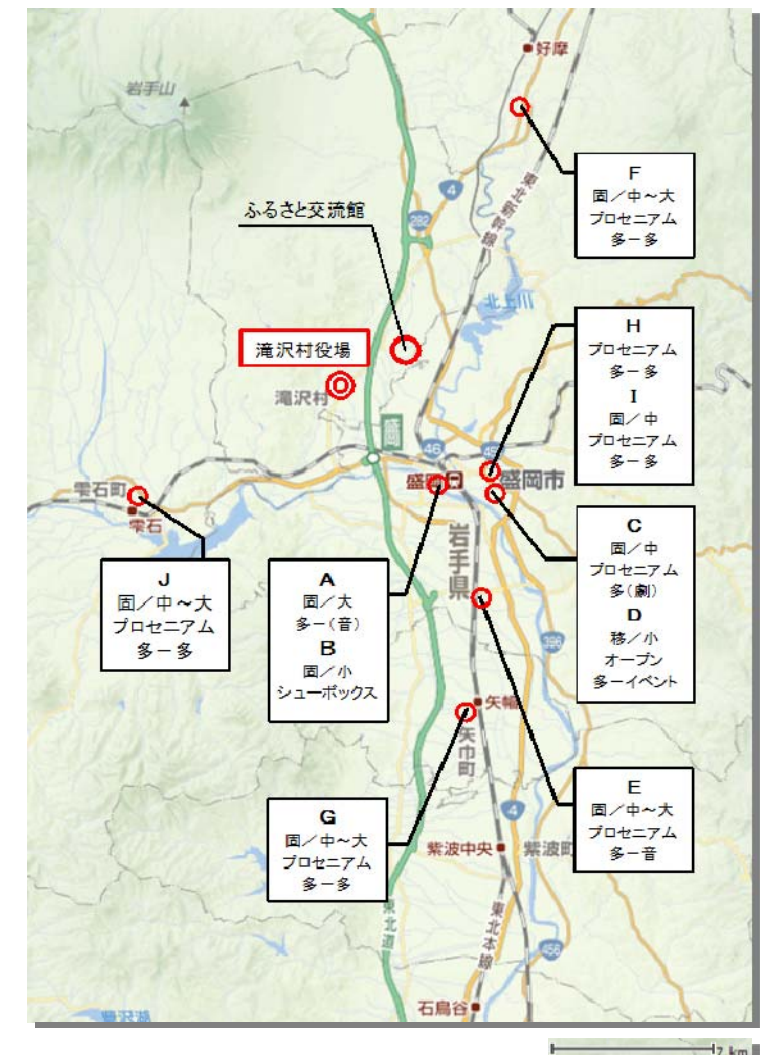 好摩
岩手山
4
東北新幹線
F
固／中～大
プロセニアム
多－多
ふるさと交流館
282
北上川
滝沢村役場
滝沢村
H
プロセニアム
多－多
I
固／中
プロセニアム
多－多
盛岡
46
盛岡
盛岡市
雫石町
雫石
岩手県
J
固／中～大
プロセニアム
多－多
A
固／大
多－(音)
B
固／小
シューボックス
C
固／中
プロセニアム
多(劇)
D
移／小
オープン
多－イベント
396
矢幅
矢巾町
G
固／中～大
プロセニアム
多－多
E
固／中～大
プロセニアム
多－音
4
紫波中央
紫波町
東北道
東北本線
456
石鳥谷
7 km